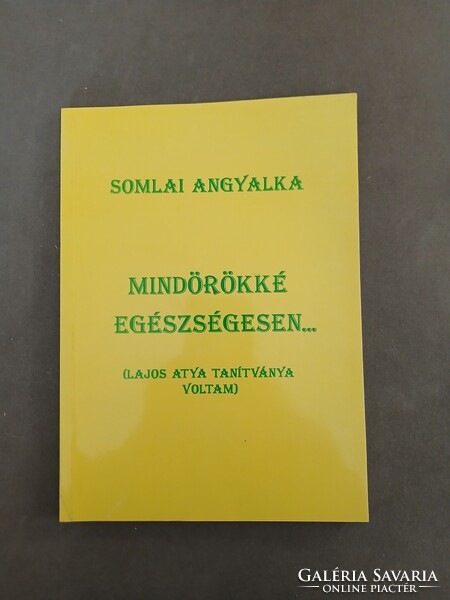 SOMLAI ANGYALKA
MINDÖRÖKKÉ
EGÉSZSÉGESEN...
(LAJOS ATYA TANÍTVÁNYA
VOLTAM)
GALÉRIA SAVARIA
ONLINE PIACTÉR